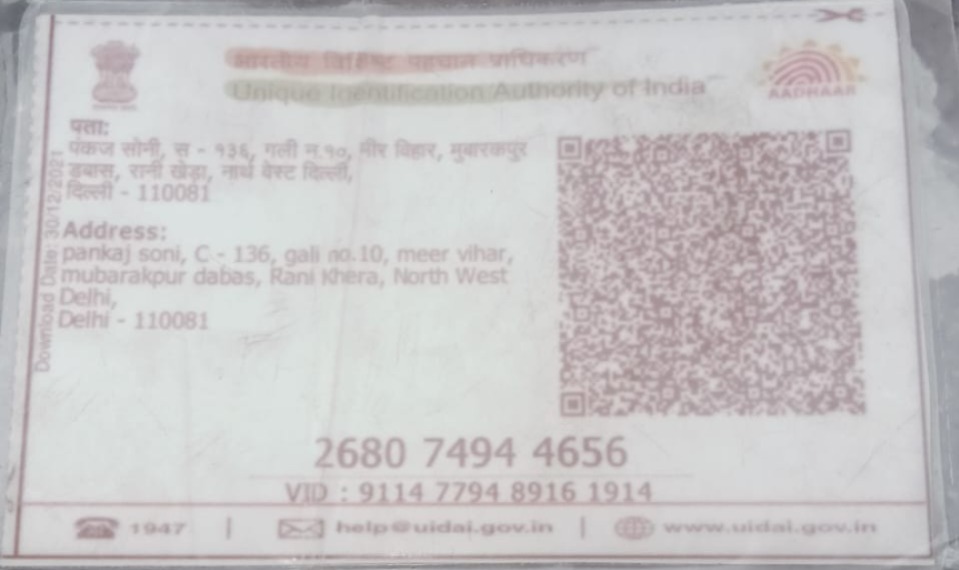 भारतीय विशिष्ट पहचान प्राधिकरण
Unique Identification Authority of India
AADHAAR
पता:
पंकज सोनी, स - १३६, गली न.१०, मीर विहार, मुबारकपुर
डबास, रानी खेड़ा, नार्थ वेस्ट दिल्ली,
दिल्ली - 110081
Address:
pankaj soni, C - 136, gali no.10, meer vihar,
mubarakpur dabas, Rani Khera, North West
Delhi,
Delhi - 110081
Download Date: 30/12/2021
2680 7494 4656
VID : 9114 7794 8916 1914
1947 | help@uidai.gov.in | www.uidai.gov.in